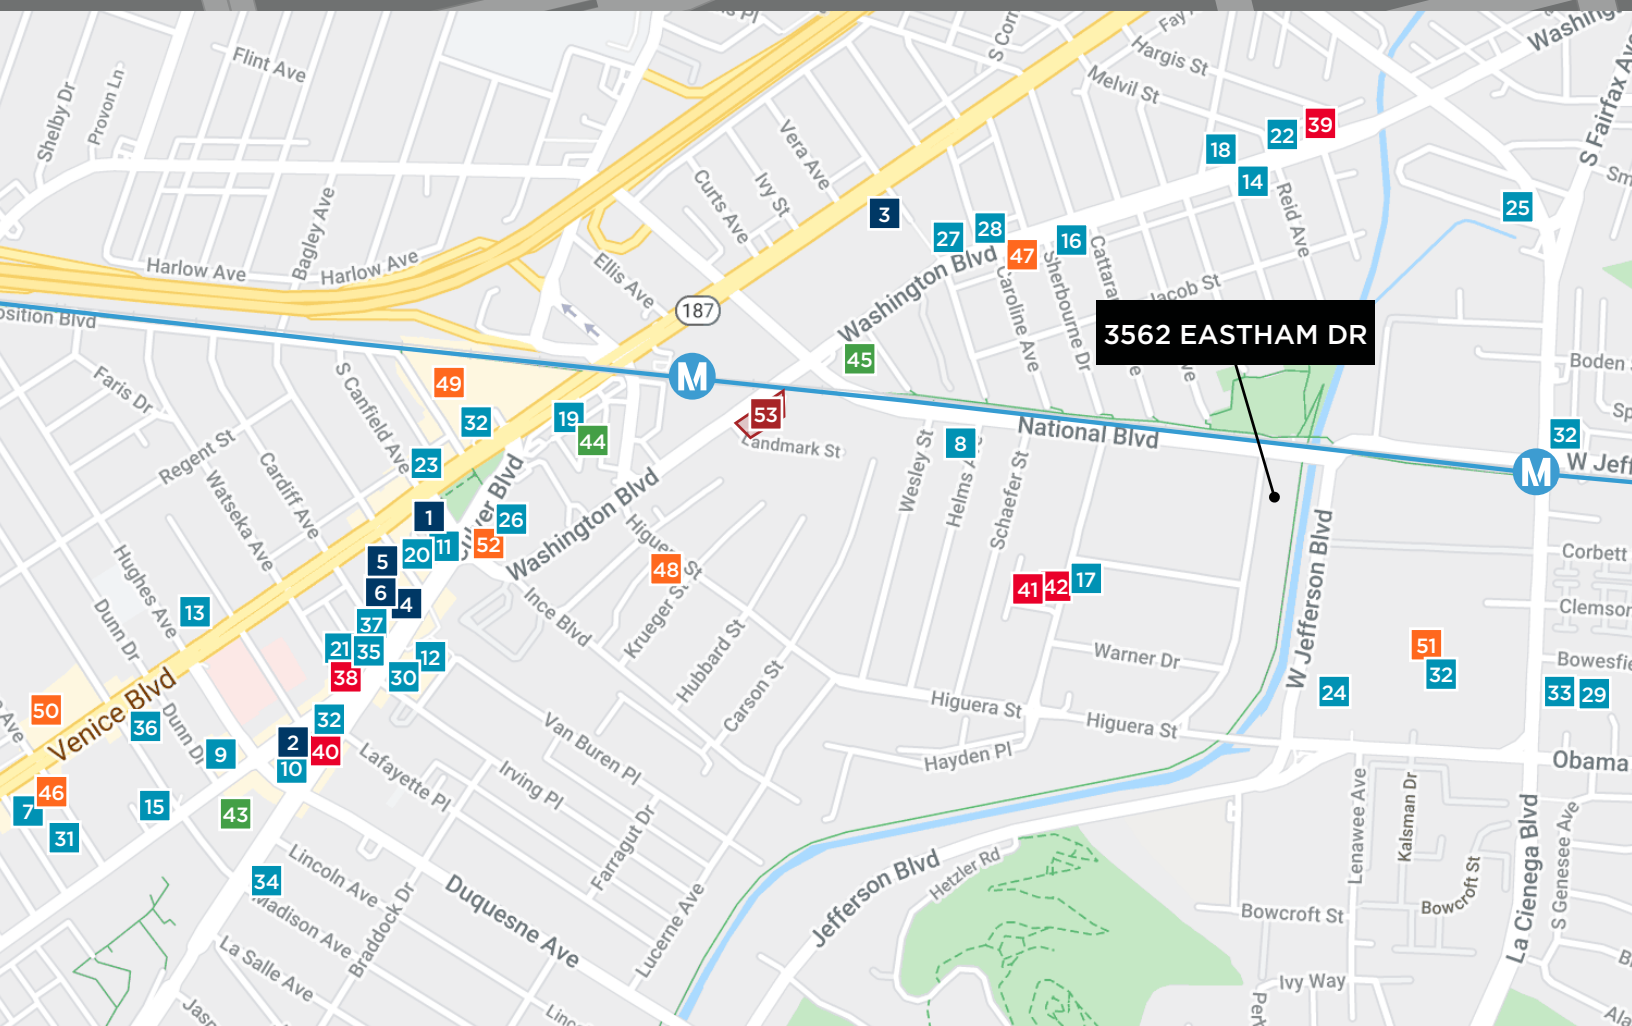 Flint Ave
Shelby Dr
Provon Ln
Bagley Ave
Harlow Ave
Harlow Ave
Vera Ave
Ivy St
Curts Ave
Ellis Ave
187
Hargis St
Melvil St
Washington Blvd
Reid Ave
Jacob St
Caroline Ave
Sherbourne Dr
S Fairfax Ave
39
22
18
14
25
3
27
28
47
16
3562 EASTHAM DR
45
M
53
Landmark St
National Blvd
8
Boden
32
M
Faris Dr
S Canfield Ave
49
32
19
44
23
Regent St
Cardiff Ave
Watseka Ave
1
26
11
20
52
5
6
4
Washington Blvd
Higuera St
48
Krueger St
Ince Blvd
Hubbard St
Carson St
Wesley St
Schaefer St
41
42
17
Warner Dr
Higuera St
Higuera St
Hayden Pl
W Jefferson Blvd
Corbett
51
32
24
33
29
Hughes Ave
Dunn Dr
13
37
21
35
38
12
30
50
Venice Blvd
36
Dunn Dr
9
32
2
40
10
46
7
31
15
43
34
Lafayette Pl
Van Buren Pl
Irving Pl
Farragut Dr
Lincoln Ave
Madison Ave
La Salle Ave
Braddock Dr
Duquesne Ave
Lucerne Ave
Jefferson Blvd
Hetzler Rd
Obama
Lenawee Ave
Kalsman Dr
Bowcroft St
Bowcroft St
La Cienega Blvd
S Genesee Ave
Ivy Way